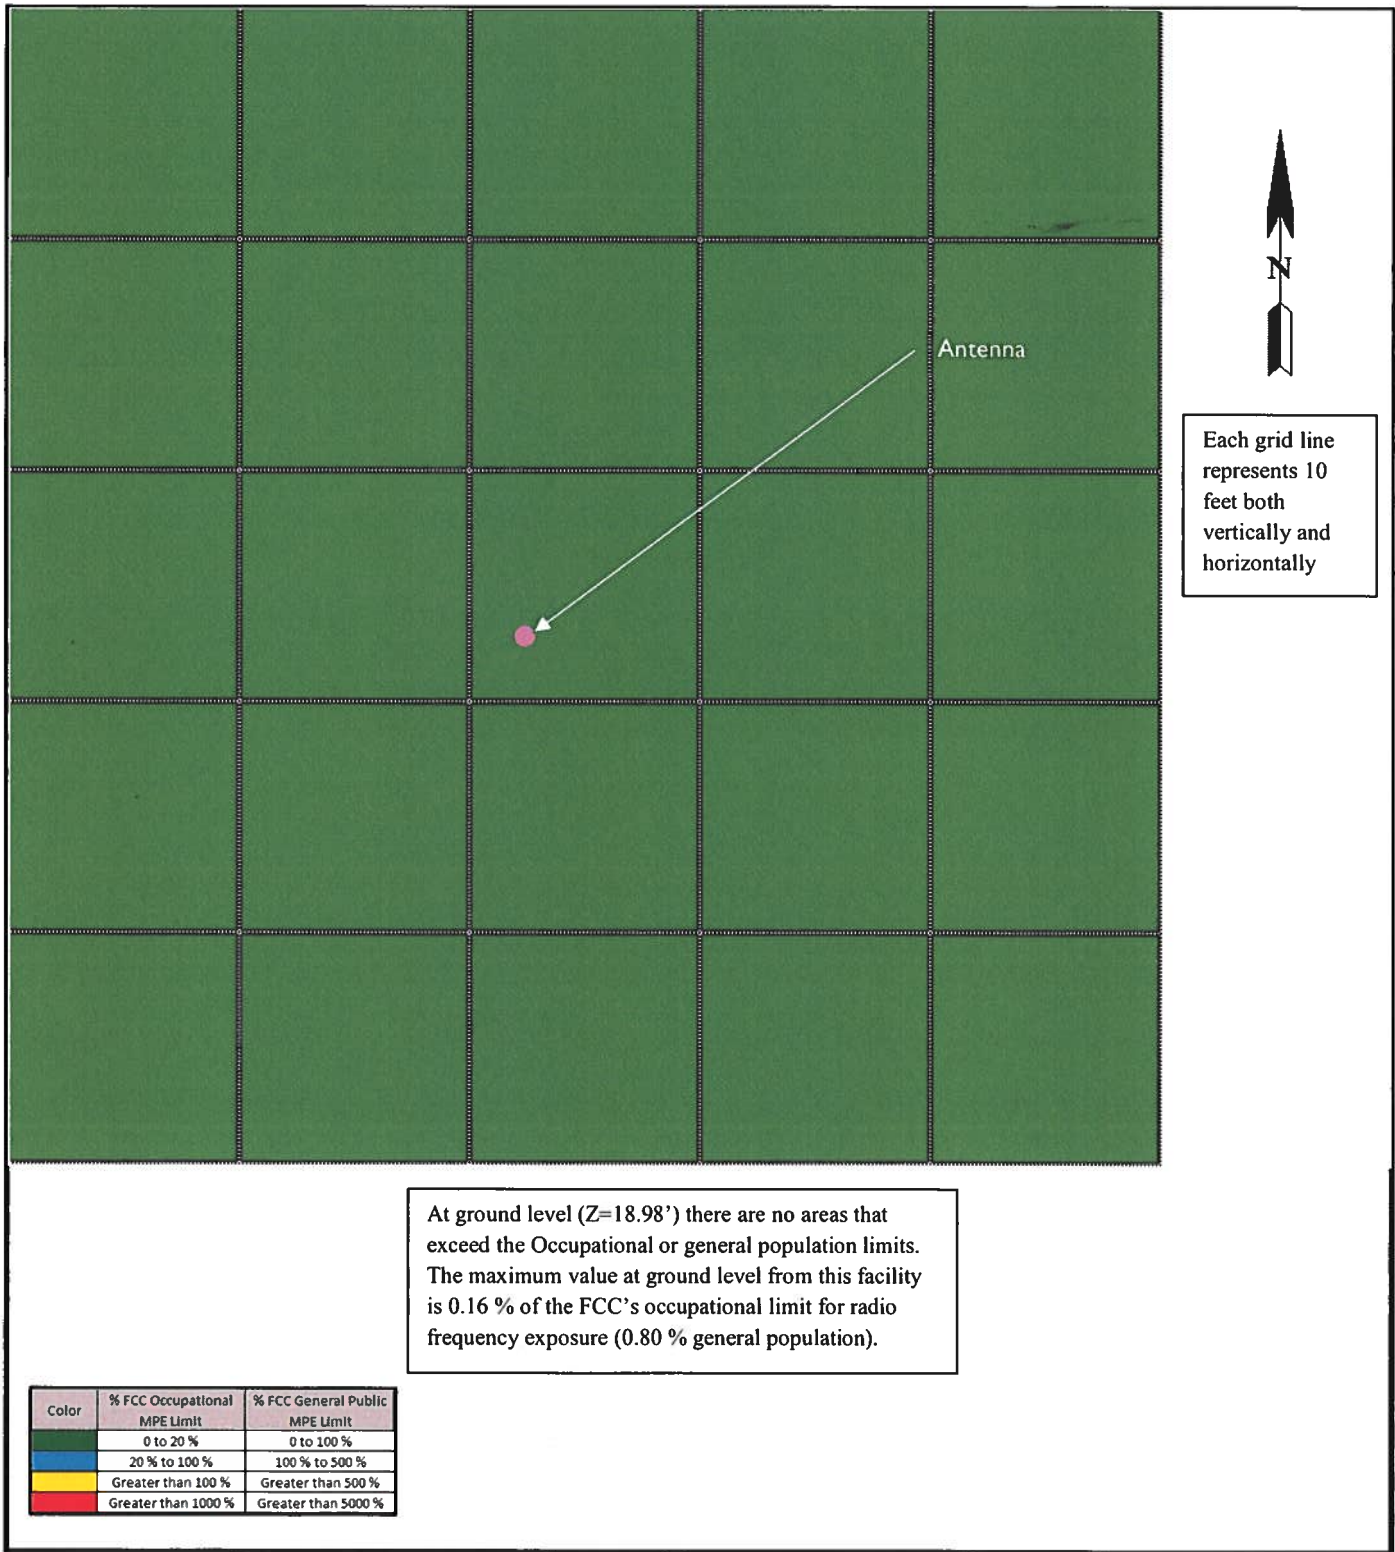 N
Antenna
Each grid line
represents 10
feet both
vertically and
horizontally
At ground level (Z=18.98’) there are no areas that
exceed the Occupational or general population limits.
The maximum value at ground level from this facility
is 0.16 % of the FCC’s occupational limit for radio
frequency exposure (0.80 % general population).
Color
% FCC Occupational
MPE Limit
% FCC General Public
MPE Limit
0 to 20 %
0 to 100 %
20 % to 100 %
100 % to 500 %
Greater than 100 %
Greater than 500 %
Greater than 1000 %
Greater than 5000 %